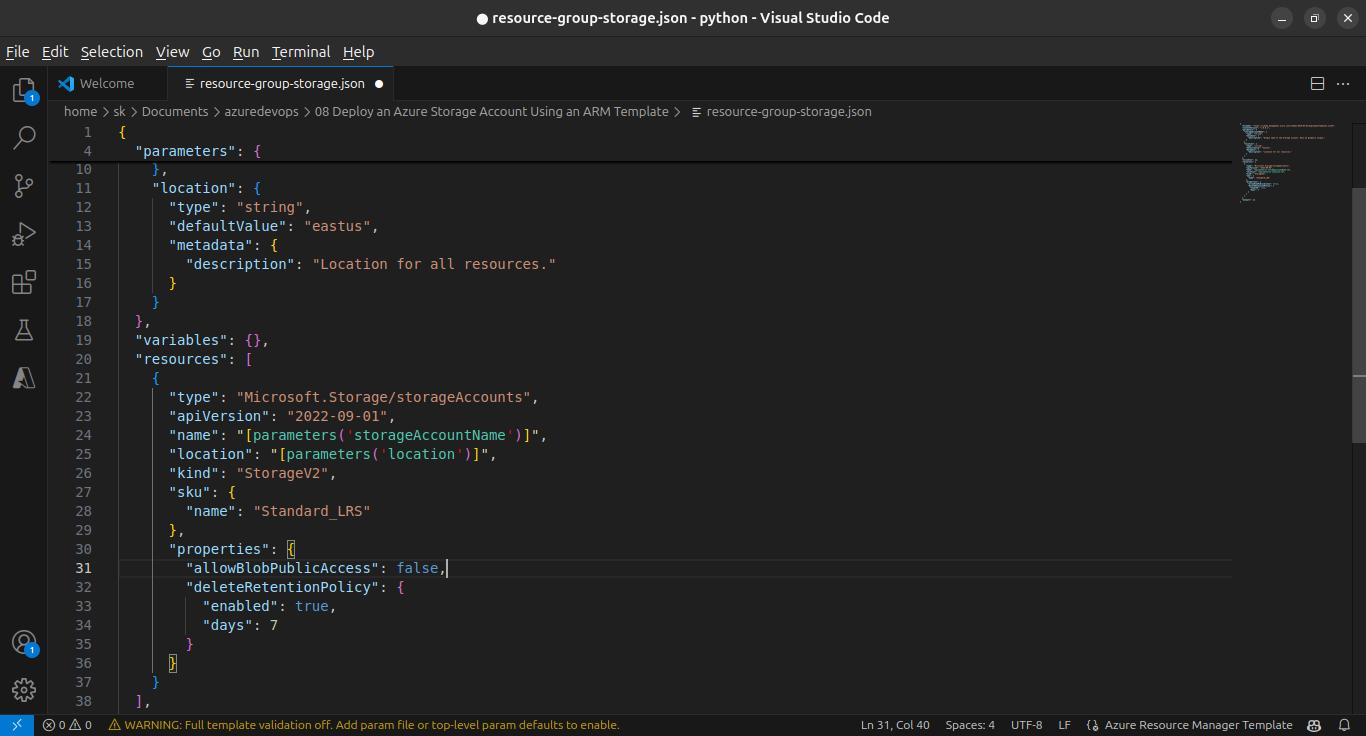 ● resource-group-storage.json - python - Visual Studio Code
File Edit Selection View Go Run Terminal Help
Welcome
resource-group-storage.json ●
home > sk > Documents > azuredevops > 08 Deploy an Azure Storage Account Using an ARM Template > resource-group-storage.json
1 {
4 "parameters": {
10 },
11 "location": {
12 "type": "string",
13 "defaultValue": "eastus",
14 "metadata": {
15 "description": "Location for all resources."
16 }
17 }
18 },
19 "variables": {},
20 "resources": [
21 {
22 "type": "Microsoft.Storage/storageAccounts",
23 "apiVersion": "2022-09-01",
24 "name": "[parameters('storageAccountName')]",
25 "location": "[parameters('location')]",
26 "kind": "StorageV2",
27 "sku": {
28 "name": "Standard_LRS"
29 },
30 "properties": {
31 "allowBlobPublicAccess": false,
32 "deleteRetentionPolicy": {
33 "enabled": true,
34 "days": 7
35 }
36 }
37 }
38 ],
1
1
0 0 WARNING: Full template validation off. Add param file or top-level param defaults to enable. Ln 31, Col 40 Spaces: 4 UTF-8 LF {} Azure Resource Manager Template